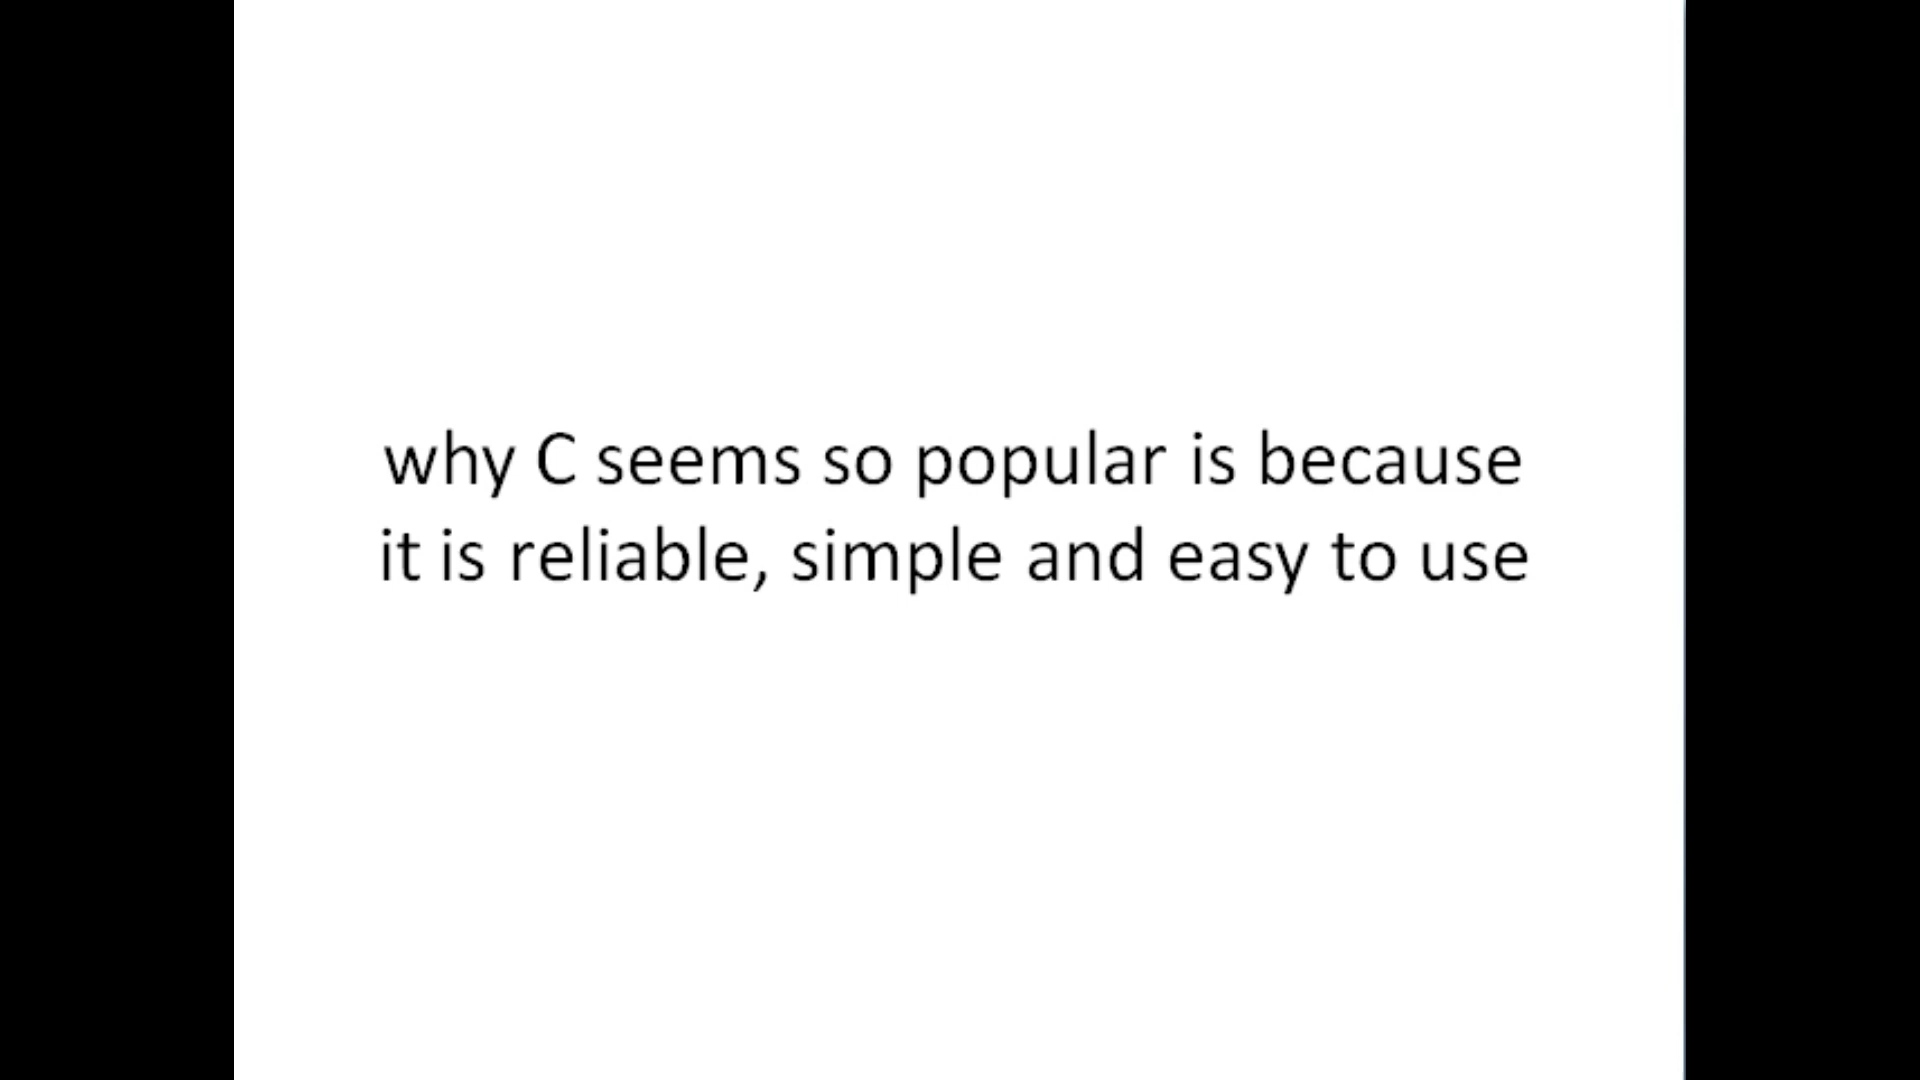 why C seems so popular is because
it is reliable, simple and easy to use